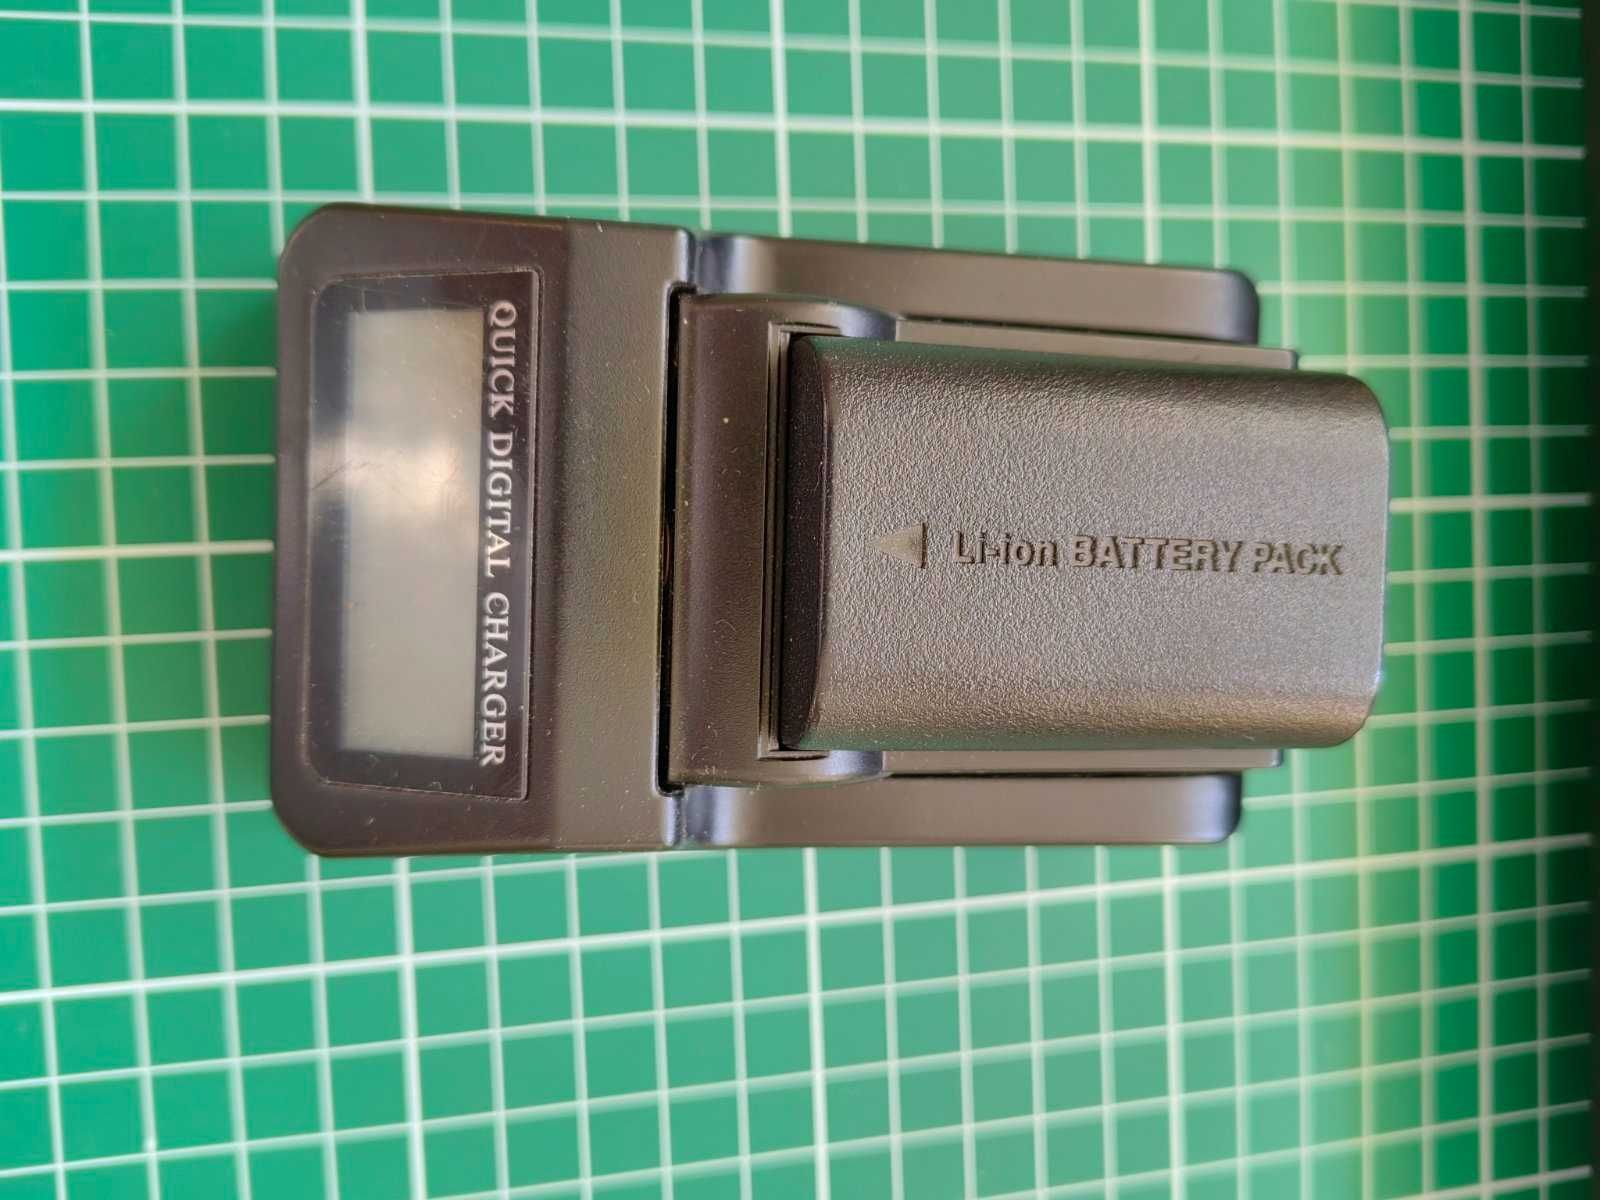 QUICK DIGITAL CHARGER
Li-ion BATTERY PACK